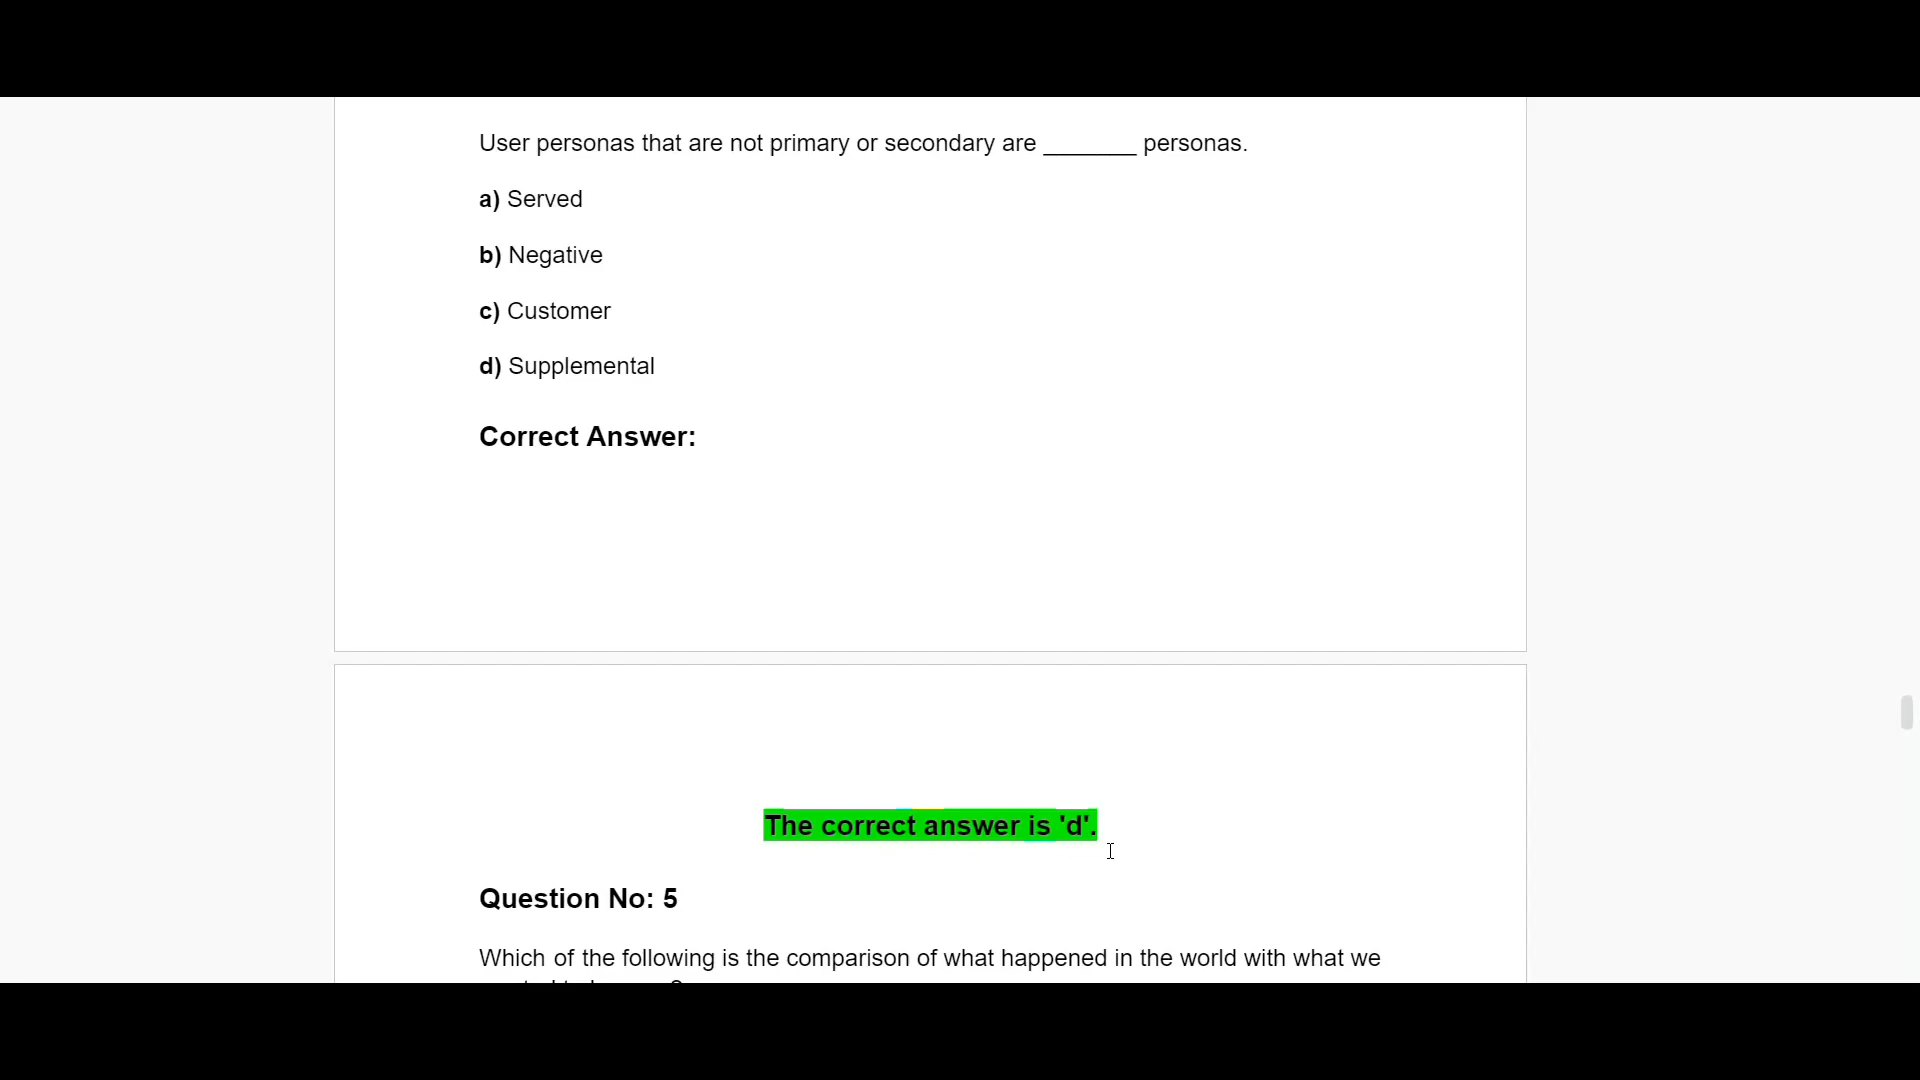 User personas that are not primary or secondary are _______ personas.
a) Served
b) Negative
c) Customer
d) Supplemental
Correct Answer:
The correct answer is 'd'.
Question No: 5
Which of the following is the comparison of what happened in the world with what we